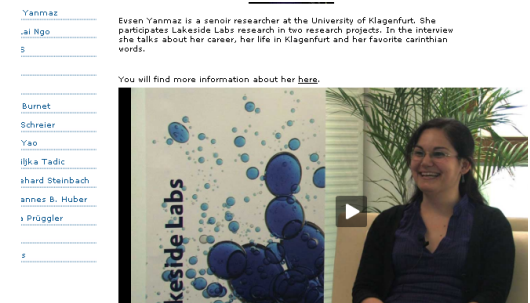 Yanmaz
Lai Ngo
s
Burnet
Schreier
Yao
iljka Tadic
ehard Steinbach
annes B. Huber
a Prüggler
s
Evsen Yanmaz is a senoir researcher at the University of Klagenfurt. She
participates Lakeside Labs research in two research projects. In the interview
she talks about her career, her life in Klagenfurt and her favorite carinthian
words.
You will find more information about her here.
keside Labs